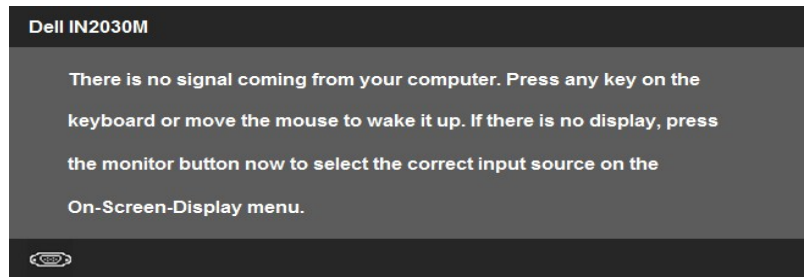 Dell IN2030M
There is no signal coming from your computer. Press any key on the
keyboard or move the mouse to wake it up. If there is no display, press
the monitor button now to select the correct input source on the
On-Screen-Display menu.